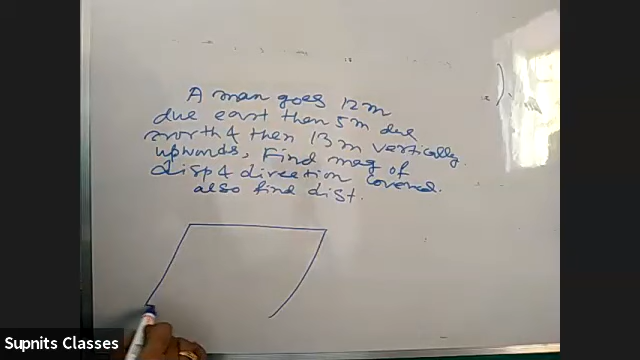 A man goes 12m
due east then 5m due
north & then 13m vertically
upwards, Find mag of
disp & direction covered.
also find dist.
Supnits Classes